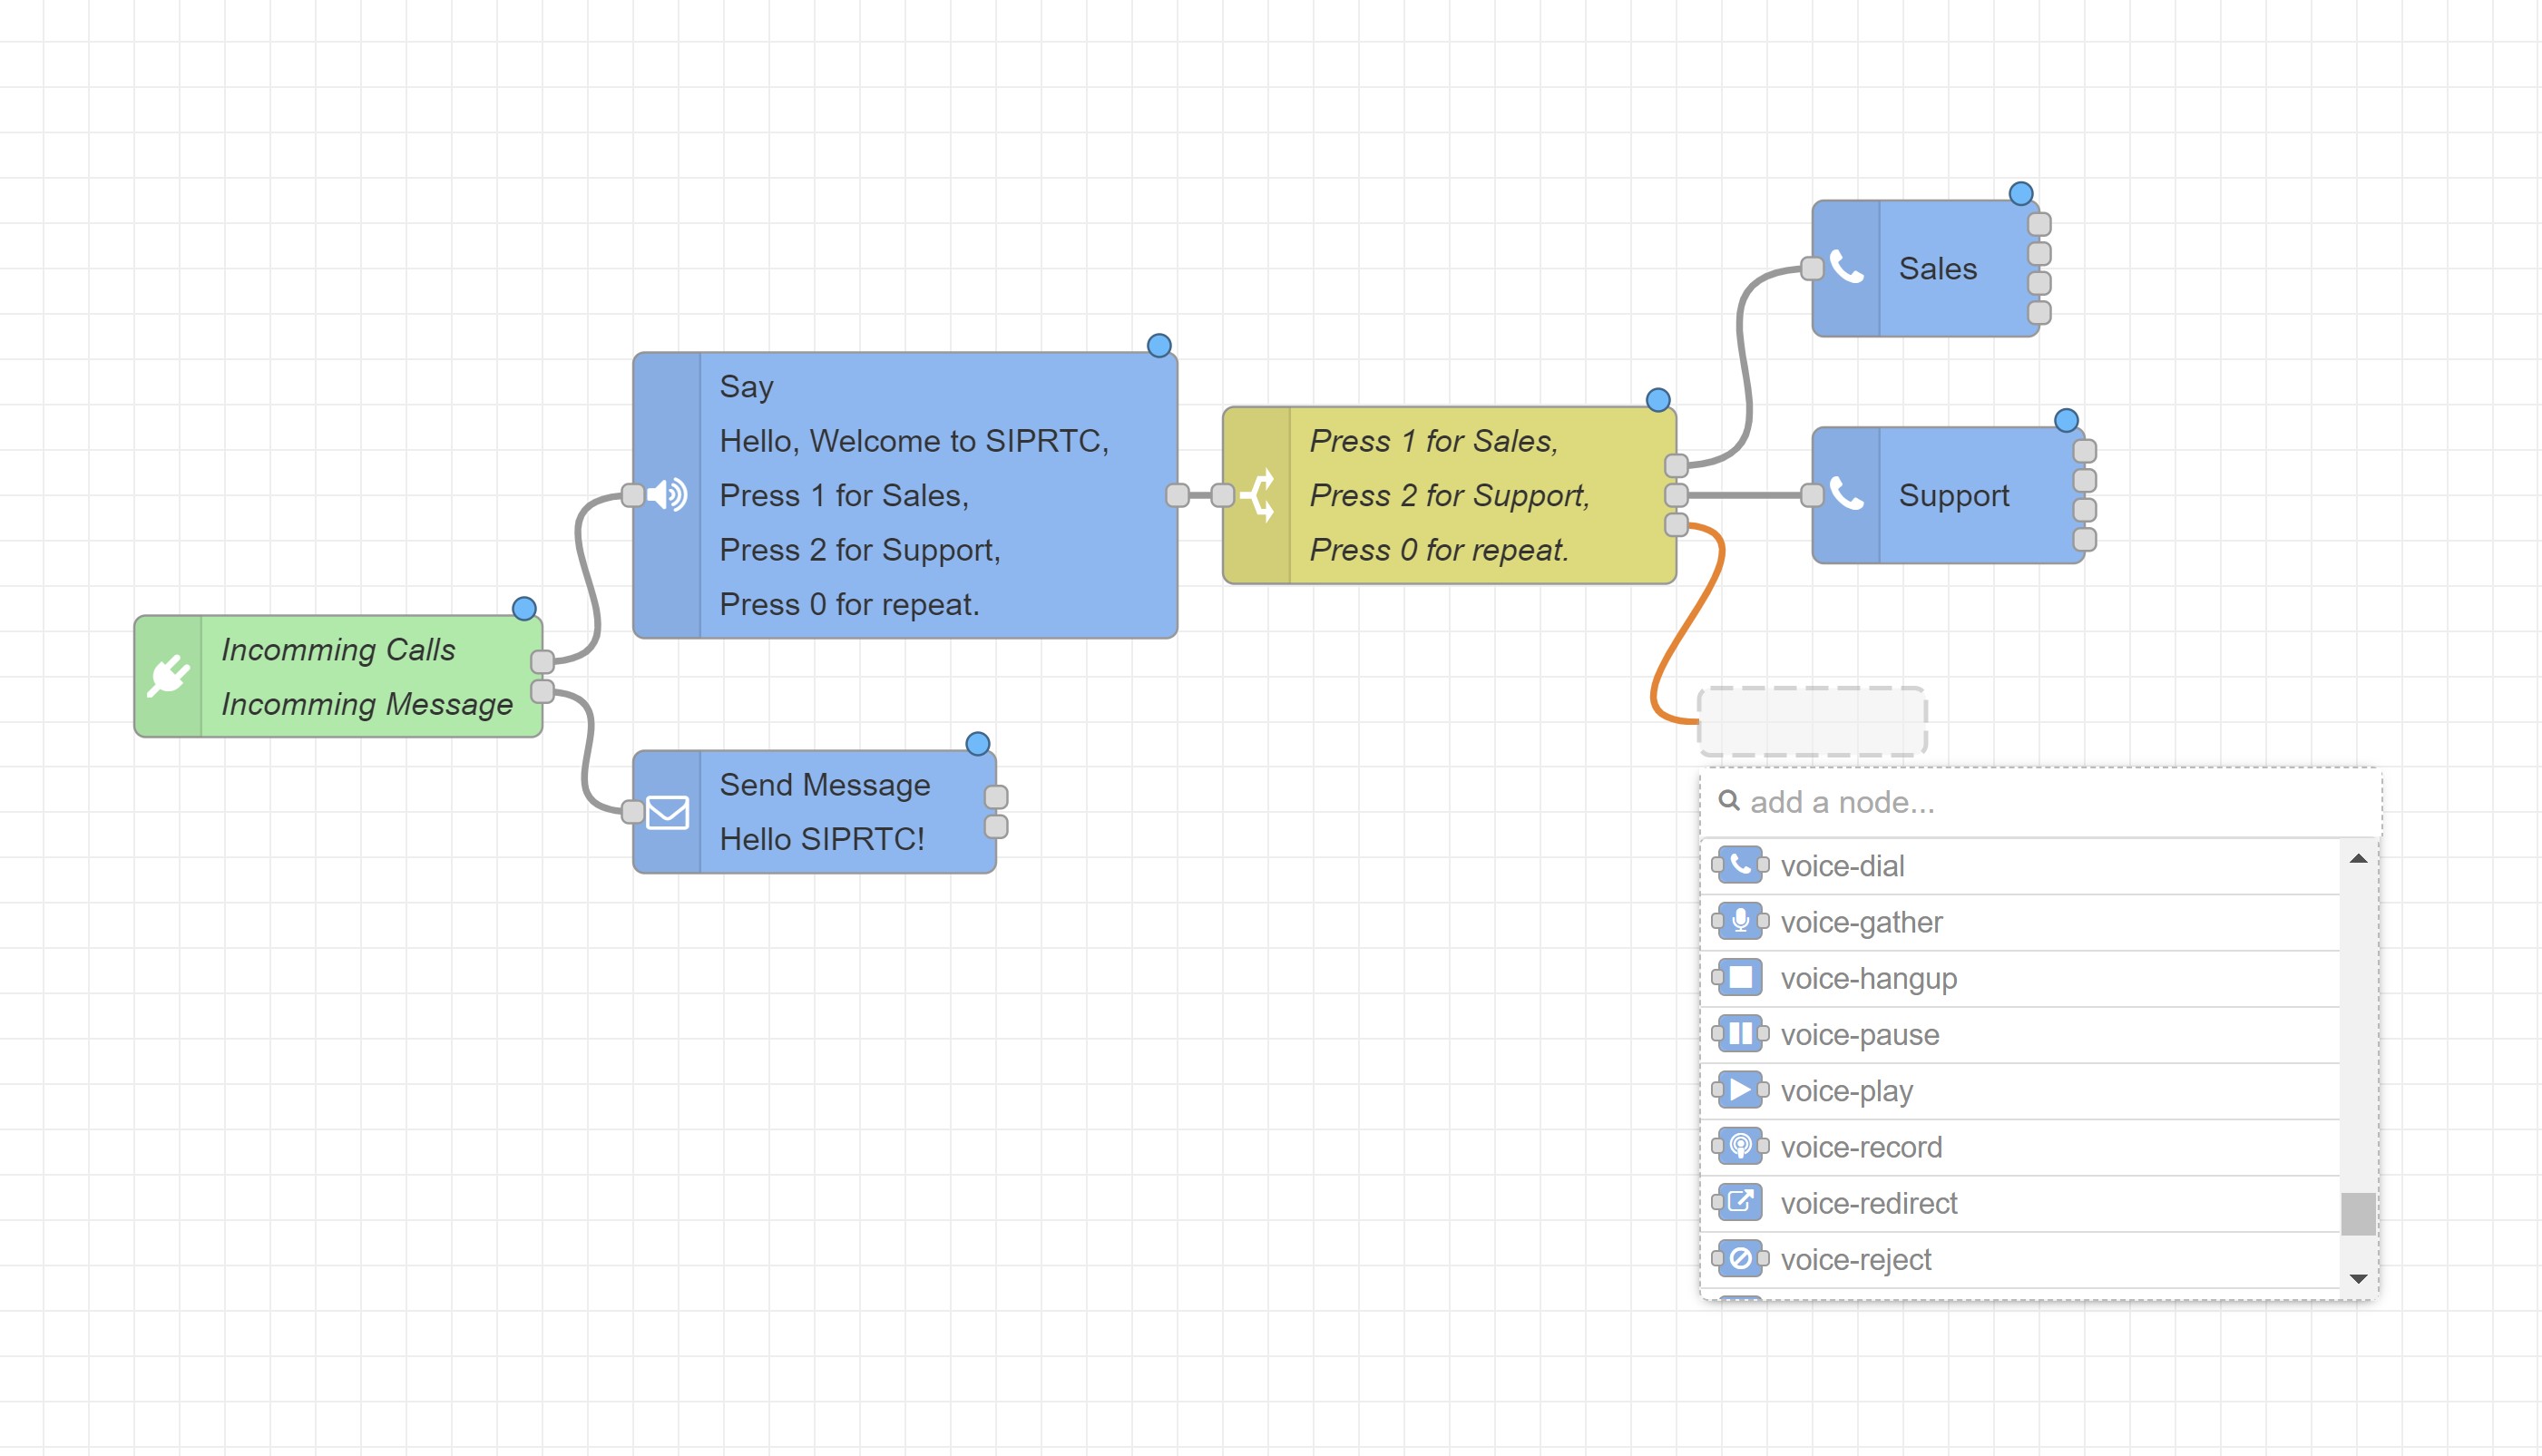 Incomming Calls
Incomming Message
Say
Hello, Welcome to SIPRTC,
Press 1 for Sales,
Press 2 for Support,
Press 0 for repeat.
Send Message
Hello SIPRTC!
Press 1 for Sales,
Press 2 for Support,
Press 0 for repeat.
Sales
Support
add a node...
voice-dial
voice-gather
voice-hangup
voice-pause
voice-play
voice-record
voice-redirect
voice-reject